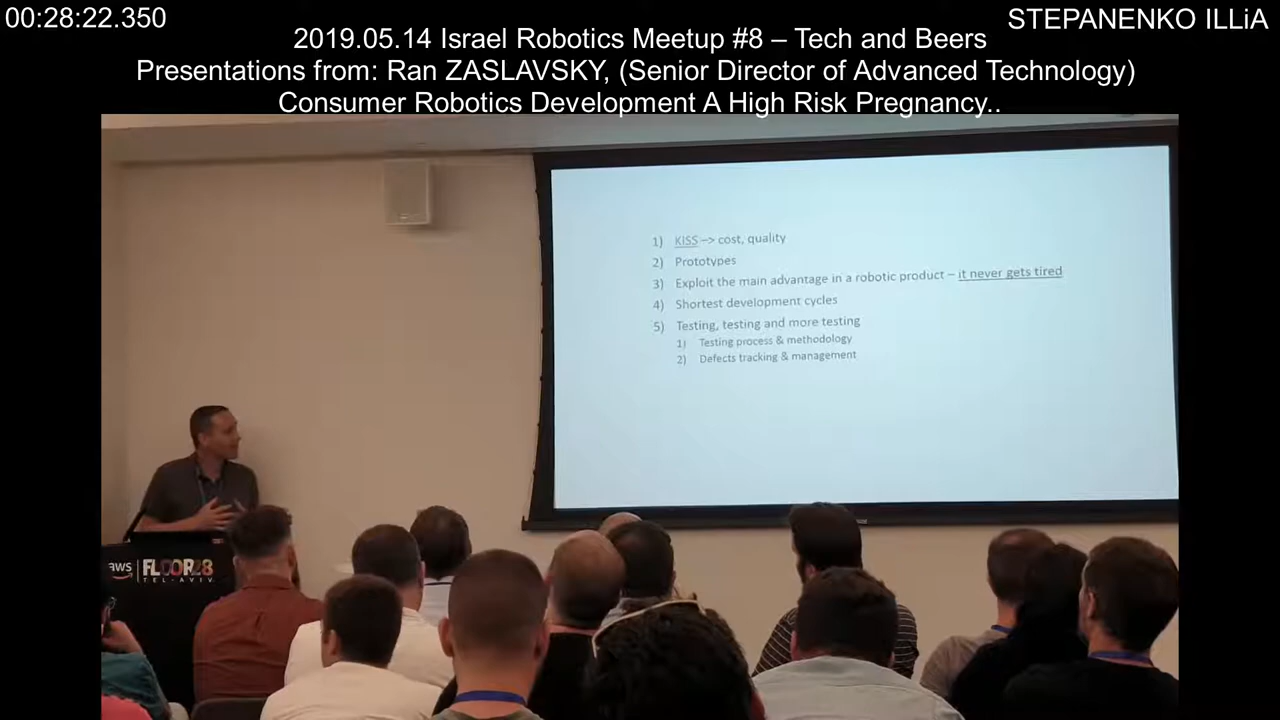 00:28:22.350
STEPANENKO ILLiA
2019.05.14 Israel Robotics Meetup #8 – Tech and Beers
Presentations from: Ran ZASLAVSKY, (Senior Director of Advanced Technology)
Consumer Robotics Development A High Risk Pregnancy..
1) KISS –> cost, quality
2) Prototypes
3) Exploit the main advantage in a robotic product – it never gets tired
4) Shortest development cycles
5) Testing, testing and more testing
1) Testing process & methodology
2) Defects tracking & management
aws
FLOOR28
TEL-AVIV